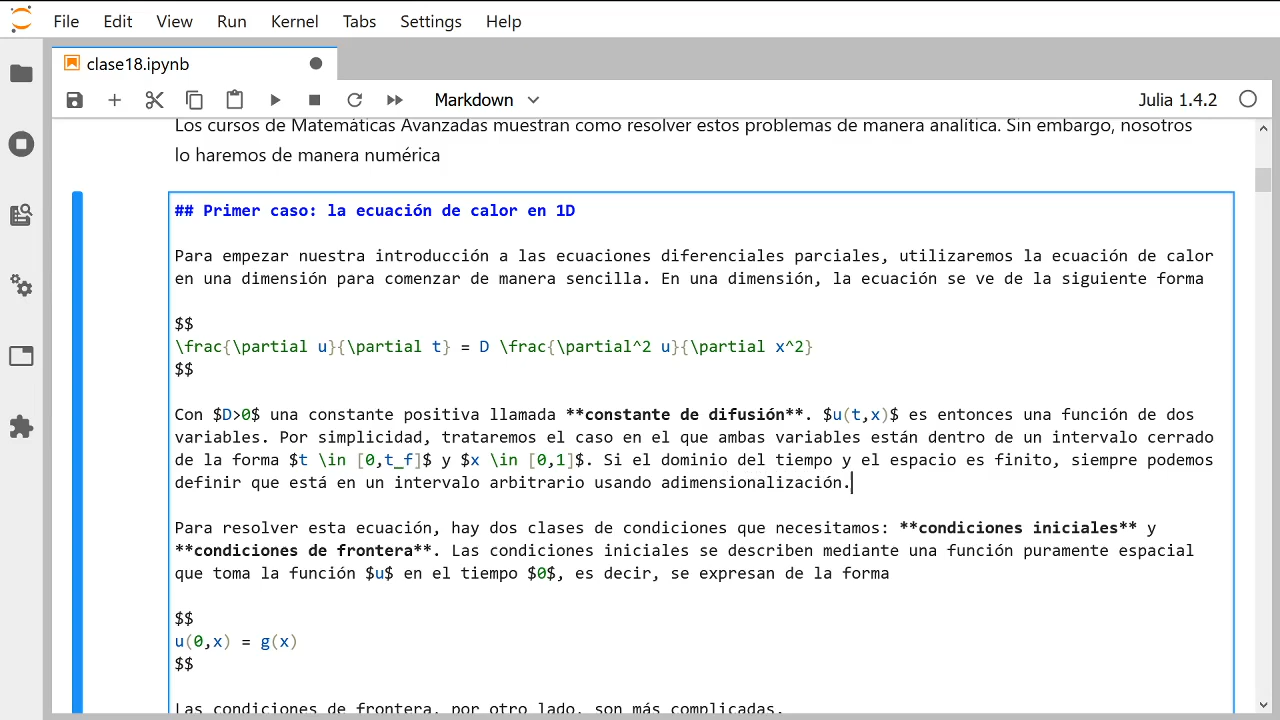 File Edit View Run Kernel Tabs Settings Help
clase18.ipynb
Markdown
Julia 1.4.2
Los cursos de Matemáticas Avanzadas muestran como resolver estos problemas de manera analítica. Sin embargo, nosotros
lo haremos de manera numérica
## Primer caso: la ecuación de calor en 1D
Para empezar nuestra introducción a las ecuaciones diferenciales parciales, utilizaremos la ecuación de calor
en una dimensión para comenzar de manera sencilla. En una dimensión, la ecuación se ve de la siguiente forma
$$
\frac{\partial u}{\partial t} = D \frac{\partial^2 u}{\partial x^2}
$$
Con $D>0$ una constante positiva llamada **constante de difusión**. $u(t,x)$ es entonces una función de dos
variables. Por simplicidad, trataremos el caso en el que ambas variables están dentro de un intervalo cerrado
de la forma $t \in [0,t_f]$ y $x \in [0,1]$. Si el dominio del tiempo y el espacio es finito, siempre podemos
definir que está en un intervalo arbitrario usando adimensionalización.
Para resolver esta ecuación, hay dos clases de condiciones que necesitamos: **condiciones iniciales** y
**condiciones de frontera**. Las condiciones iniciales se describen mediante una función puramente espacial
que toma la función $u$ en el tiempo $0$, es decir, se expresan de la forma
$$
u(0,x) = g(x)
$$
Las condiciones de frontera, por otro lado, son más complicadas.